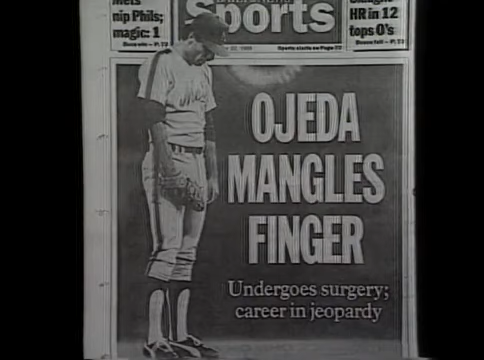 Mets
nip Phils;
magic: 1
Sports
HR in 12
tops O's
OJEDA
MANGLES
FINGER
Undergoes surgery;
career in jeopardy